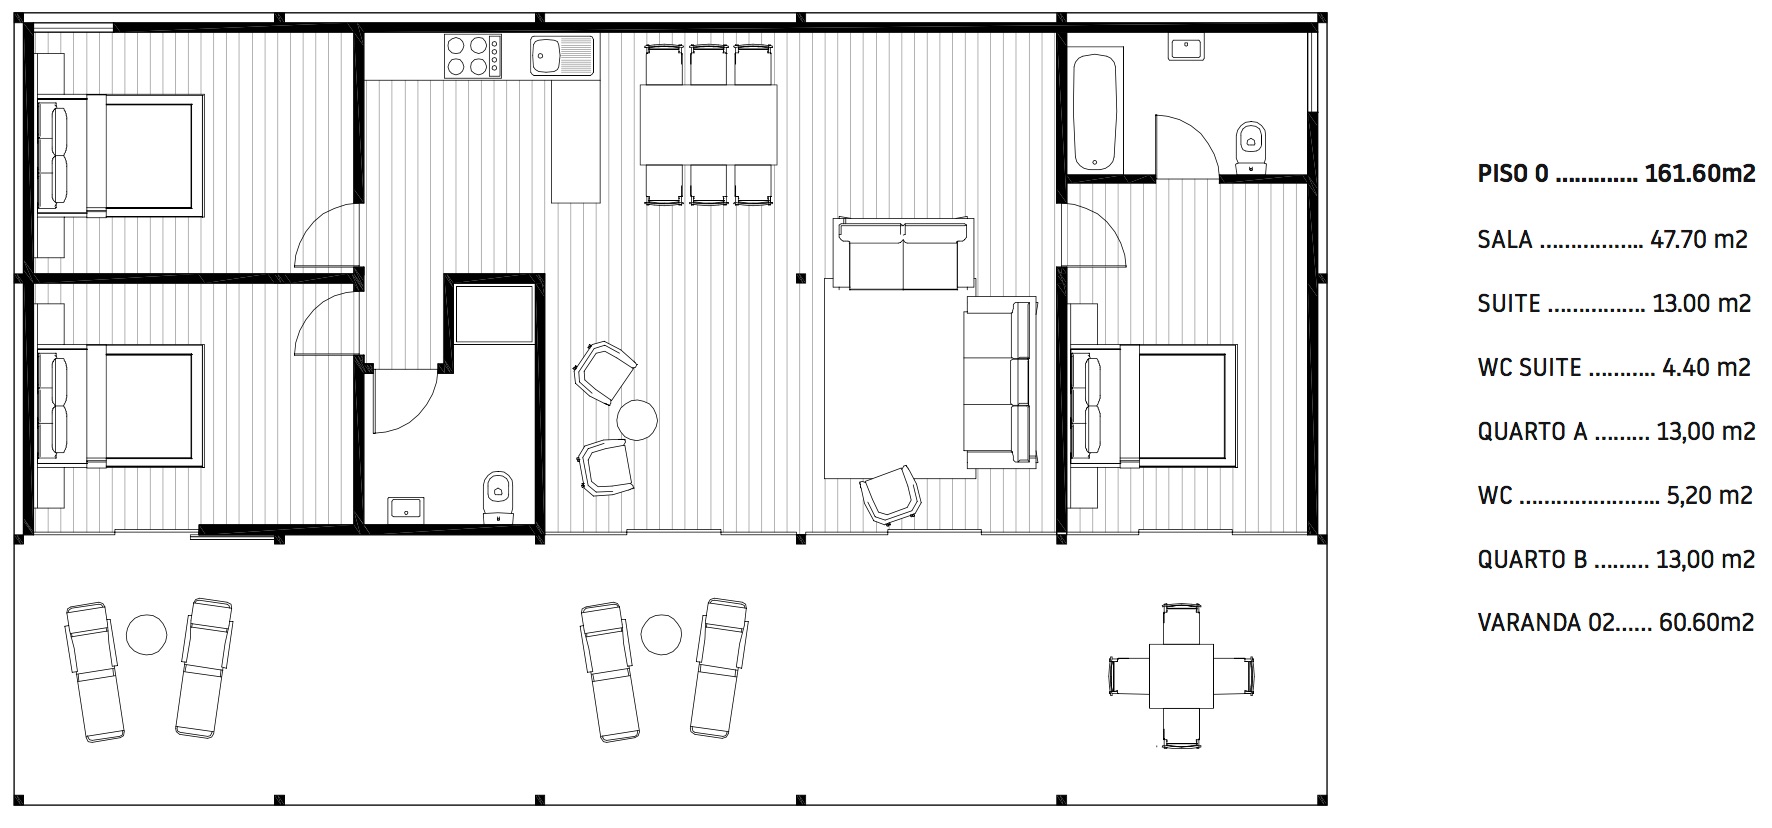 PISO 0 ............. 161.60m2
SALA ................. 47.70 m2
SUITE ................ 13.00 m2
WC SUITE ........... 4.40 m2
QUARTO A ......... 13,00 m2
WC ....................... 5,20 m2
QUARTO B ......... 13,00 m2
VARANDA 02...... 60.60m2